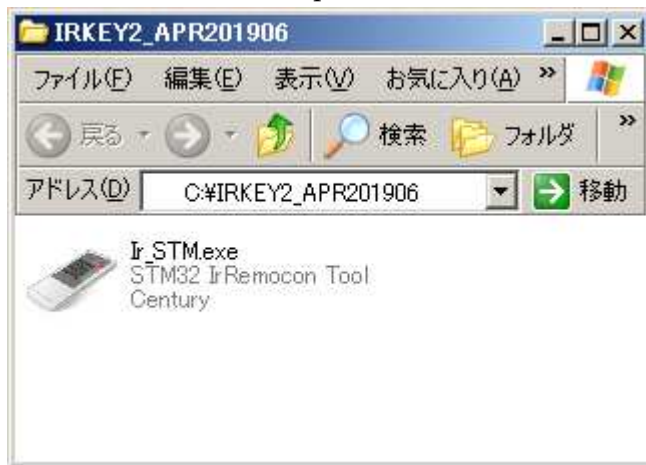 IRKEY2_APR201906
ファイル(F) 編集(E) 表示(V) お気に入り(A) »
戻る 検索 フォルダ »
アドレス(D) C:¥IRKEY2_APR201906 移動
Ir_STM.exe
STM32 IrRemocon Tool
Century